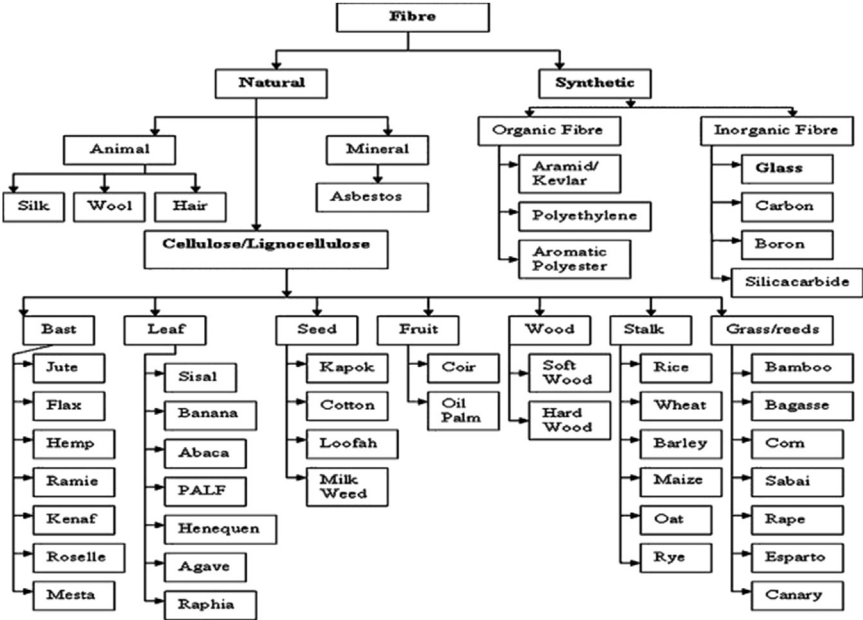 Fibre
Natural
Synthetic
Animal
Mineral
Organic Fibre
Inorganic Fibre
Silk
Wool
Hair
Asbestos
Aramid/
Kevlar
Polyethylene
Aromatic
Polyester
Glass
Carbon
Boron
Silicacarbide
Cellulose/Lignocellulose
Bast
Leaf
Seed
Fruit
Wood
Stalk
Grass/reeds
Jute
Flax
Hemp
Ramie
Kenaf
Roselle
Mesta
Sisal
Banana
Abaca
PALF
Henequen
Agave
Raphia
Kapok
Cotton
Loofah
Milk
Weed
Coir
Oil
Palm
Soft
Wood
Hard
Wood
Rice
Wheat
Barley
Maize
Oat
Rye
Bamboo
Bagasse
Corn
Sabai
Rape
Esparto
Canary